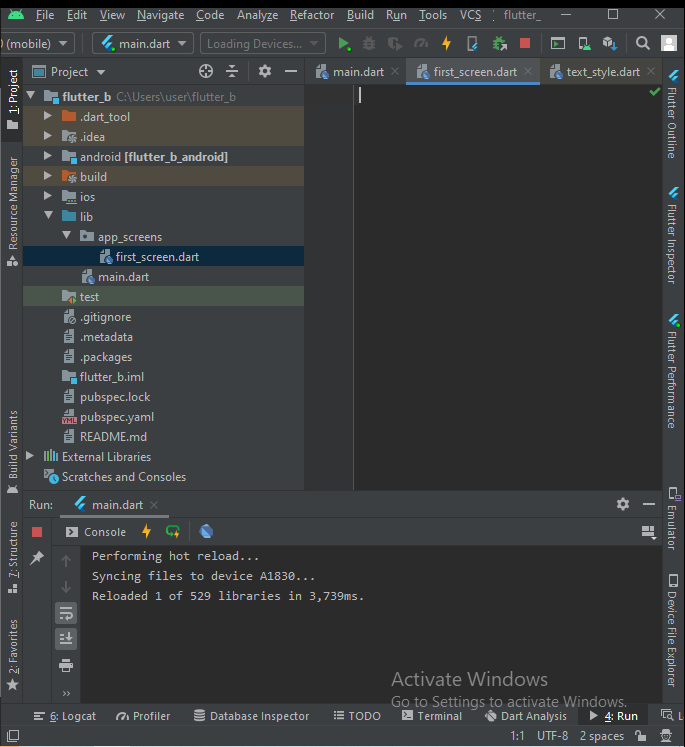 File Edit View Navigate Code Analyze Refactor Build Run Tools VCS flutter_
(mobile) main.dart Loading Devices...
Project
main.dart first_screen.dart text_style.dart
flutter_b C:\Users\user\flutter_b
.dart_tool
.idea
android [flutter_b_android]
build
ios
lib
app_screens
first_screen.dart
main.dart
test
.gitignore
.metadata
.packages
flutter_b.iml
pubspec.lock
pubspec.yaml
README.md
External Libraries
Scratches and Consoles
1: Project
Resource Manager
Build Variants
7: Structure
2: Favorites
Flutter Outline
Flutter Inspector
Flutter Performance
Emulator
Device File Explorer
Run: main.dart
Console
Performing hot reload...
Syncing files to device A1830...
Reloaded 1 of 529 libraries in 3,739ms.
Activate Windows
Go to Settings to activate Windows.
6: Logcat Profiler Database Inspector TODO Terminal Dart Analysis 4: Run L
1:1 UTF-8 2 spaces